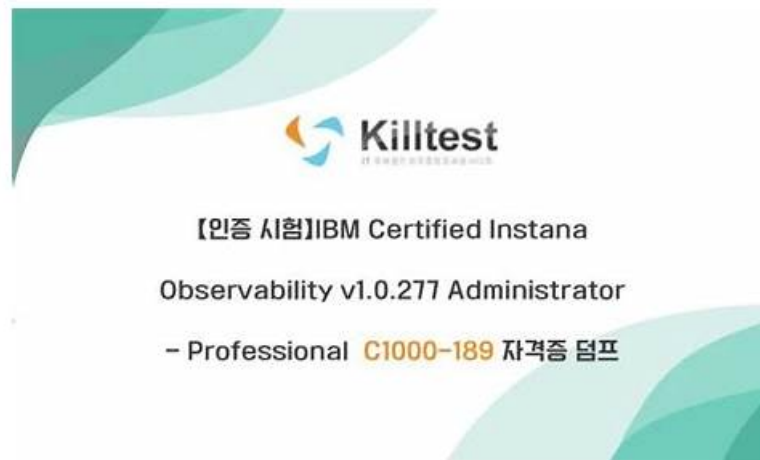 Killtest
【인증 시험】IBM Certified Instana
Observability v1.0.277 Administrator
- Professional C1000-189 자격증 덤프